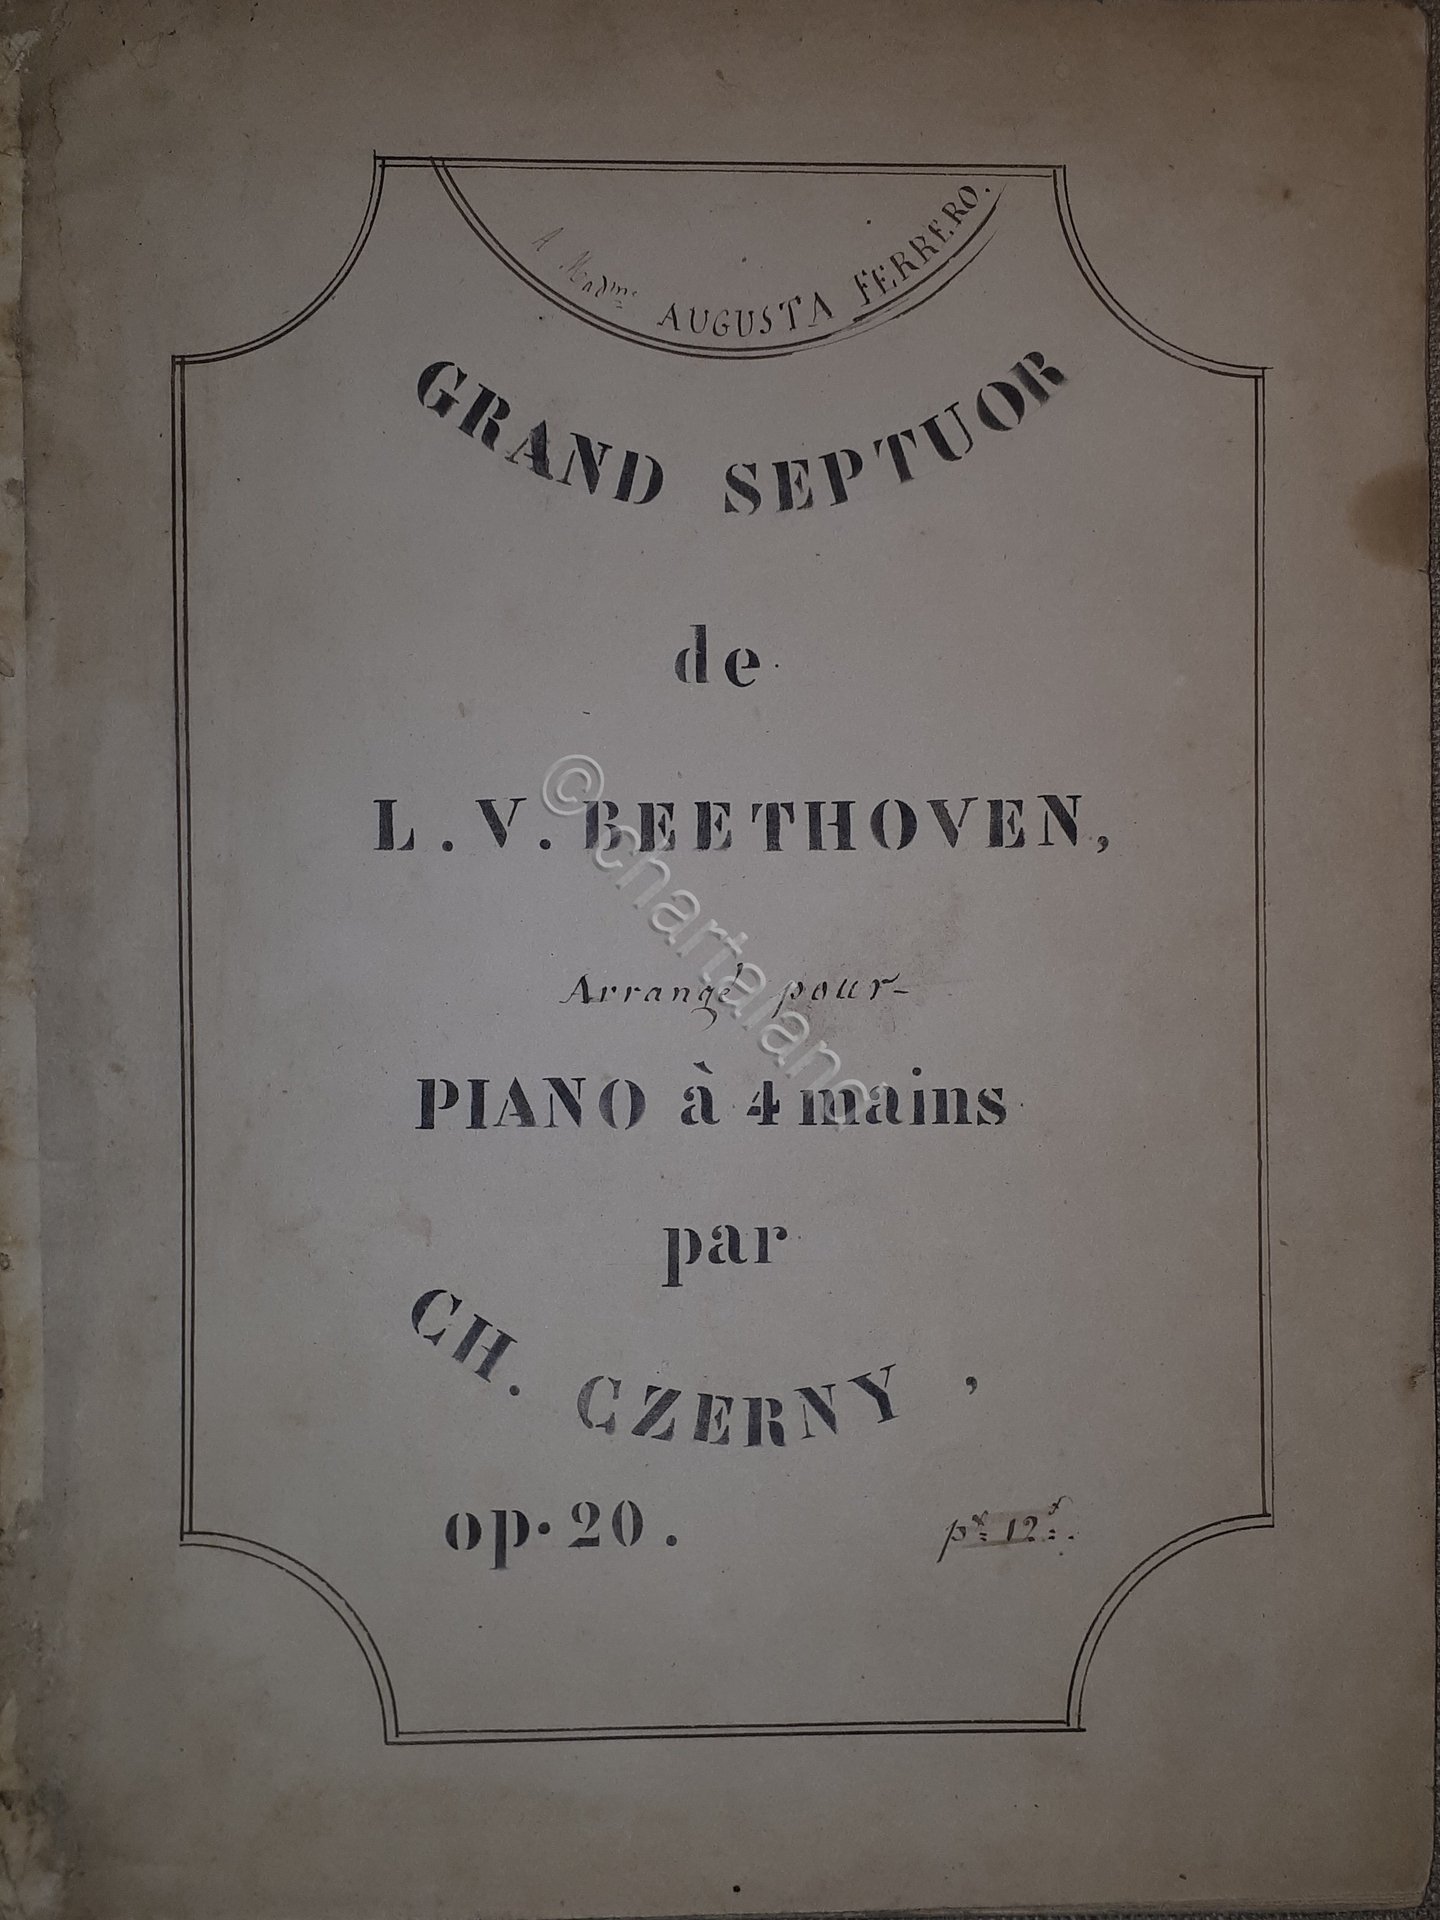 A Madme AUGUSTA FERRERO.
GRAND SEPTUOR
de
L. V. BEETHOVEN,
Arrangé pour
PIANO à 4 mains
par
CH. CZERNY,
op. 20.
px 12f.
© chartaland